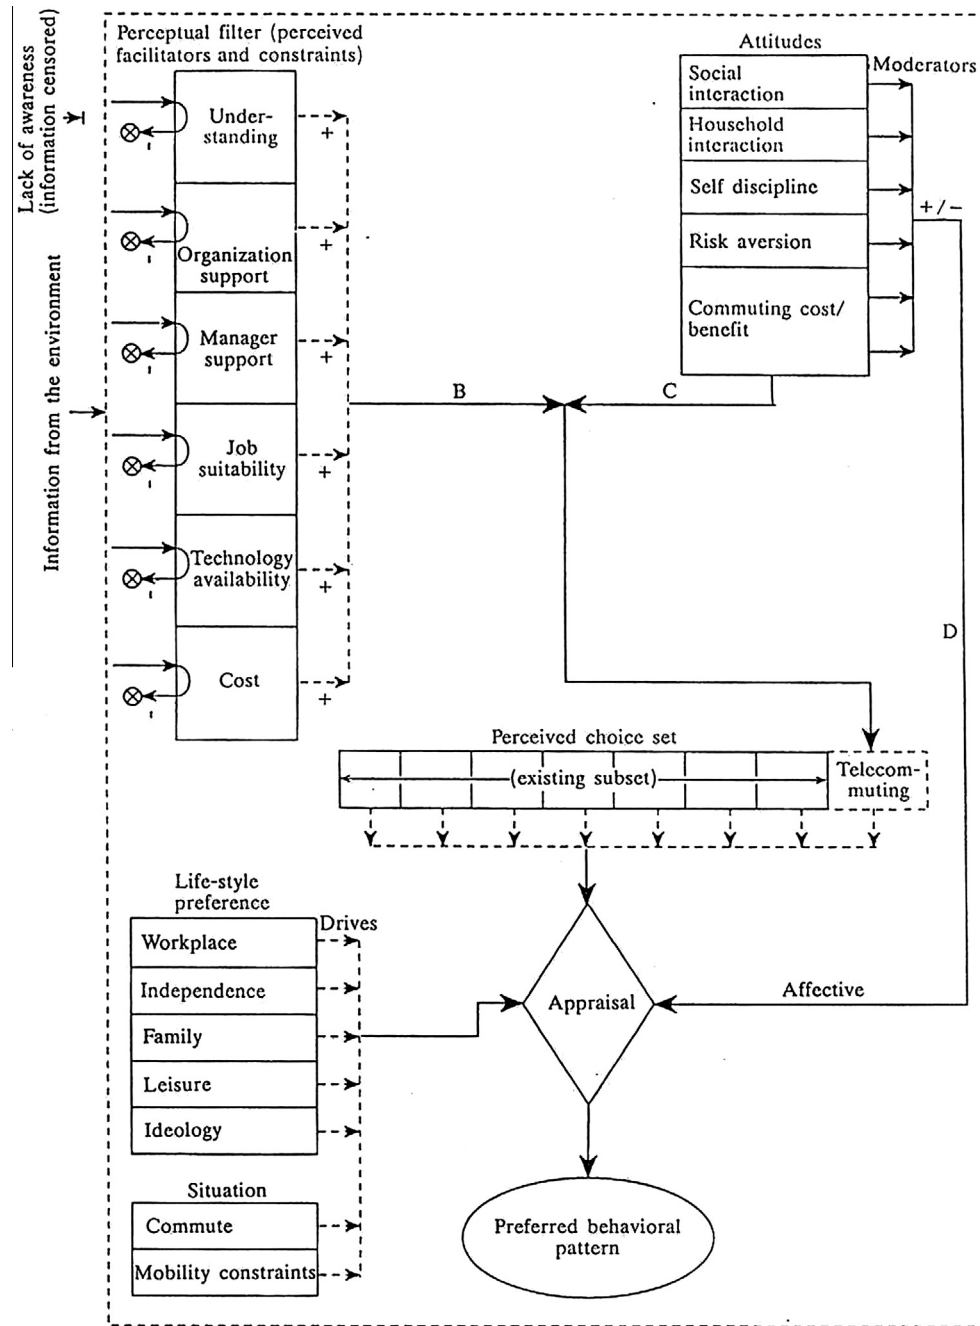 Lack of awareness
(information censored)
Information from the environment
Perceptual filter (perceived
facilitators and constraints)
Under-
standing
+
Organization
support
+
Manager
support
+
Job
suitability
+
Technology
availability
+
Cost
+
Attitudes
Moderators
Social
interaction
Household
interaction
Self discipline
Risk aversion
Commuting cost/
benefit
+/−
B
C
D
Perceived choice set
(existing subset)
Telecom-
muting
Life-style
preference
Drives
Workplace
Independence
Family
Leisure
Ideology
Situation
Commute
Mobility constraints
Appraisal
Affective
Preferred behavioral
pattern